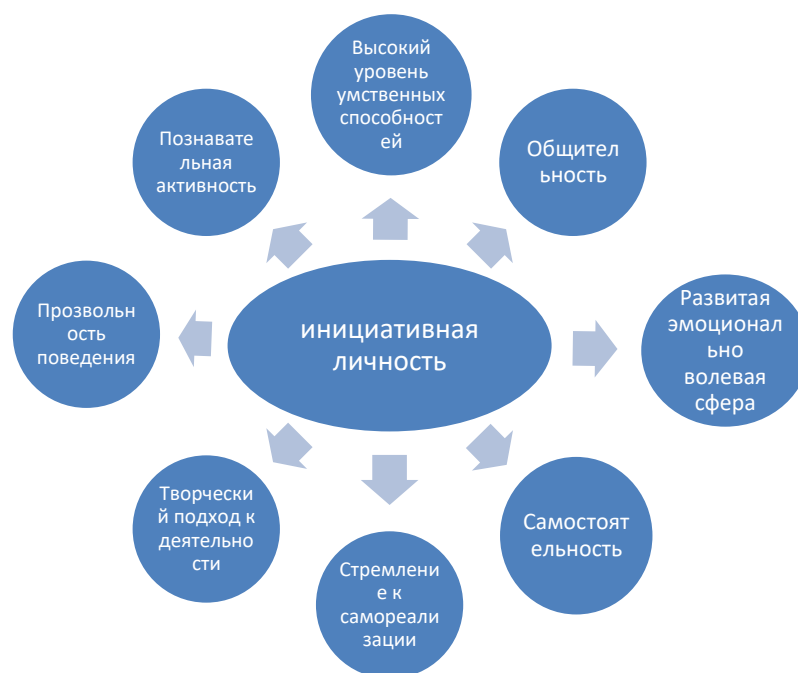 Высокий
уровень
умственных
способност
ей
Общител
ьность
Развитая
эмоционал
ьно
волевая
сфера
Самостоят
ельность
Стремлени
е к
самореали
зации
Творчески
й подход к
деятельно
сти
Прозвольн
ость
поведения
Познавате
льная
активность
инициативная
личность